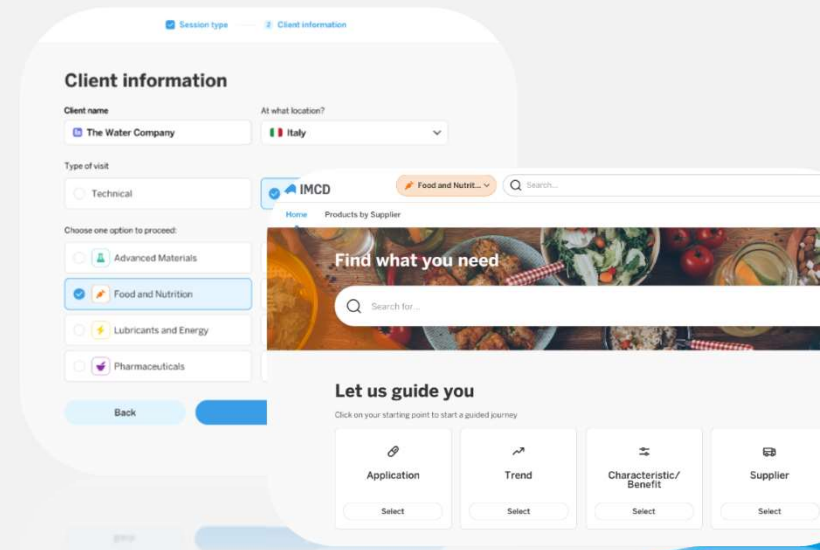 Session type
2 Client information
Client information
Client name
At what location?
The Water Company
Italy
Type of visit
Technical
Choose one option to proceed:
Advanced Materials
Food and Nutrition
Lubricants and Energy
Pharmaceuticals
Back
IMCD
Food and Nutrit...
Search...
Home
Products by Supplier
Find what you need
Search for...
Let us guide you
Click on your starting point to start a guided journey
Application
Trend
Characteristic/
Benefit
Supplier
Select
Select
Select
Select